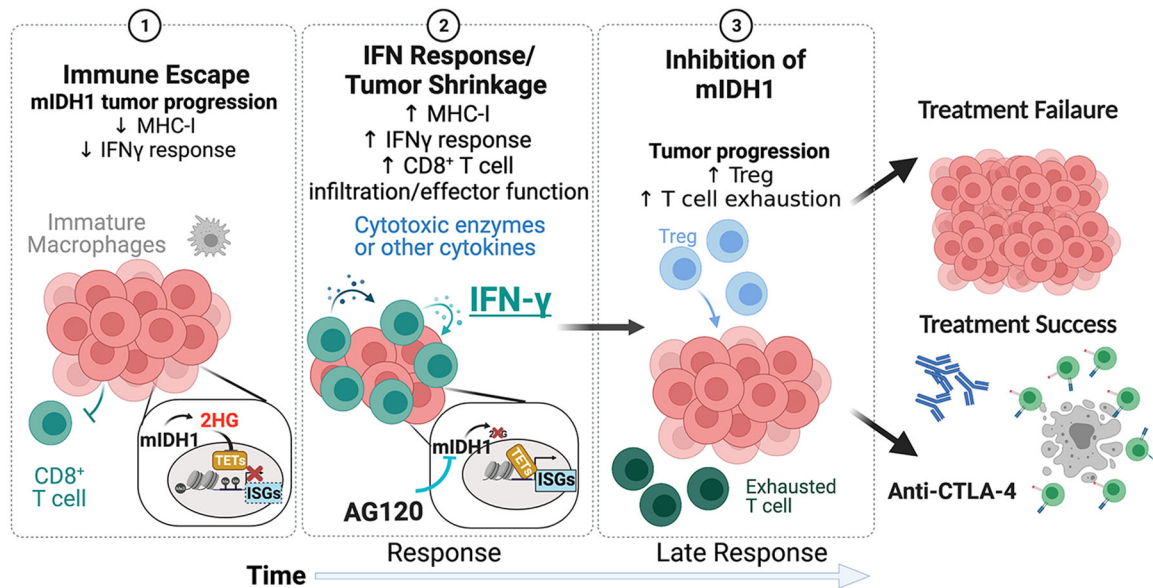 1
Immune Escape
mIDH1 tumor progression
↓ MHC-I
↓ IFNγ response
Immature
Macrophages
CD8⁺
T cell
mIDH1
2HG
TETs
ISGs
2
IFN Response/
Tumor Shrinkage
↑ MHC-I
↑ IFNγ response
↑ CD8⁺ T cell
infiltration/effector function
Cytotoxic enzymes
or other cytokines
IFN-γ
mIDH1
2HG
TETs
ISGs
AG120
3
Inhibition of
mIDH1
Tumor progression
↑ Treg
↑ T cell exhaustion
Treg
Exhausted
T cell
Treatment Failaure
Treatment Success
Anti-CTLA-4
Response
Late Response
Time